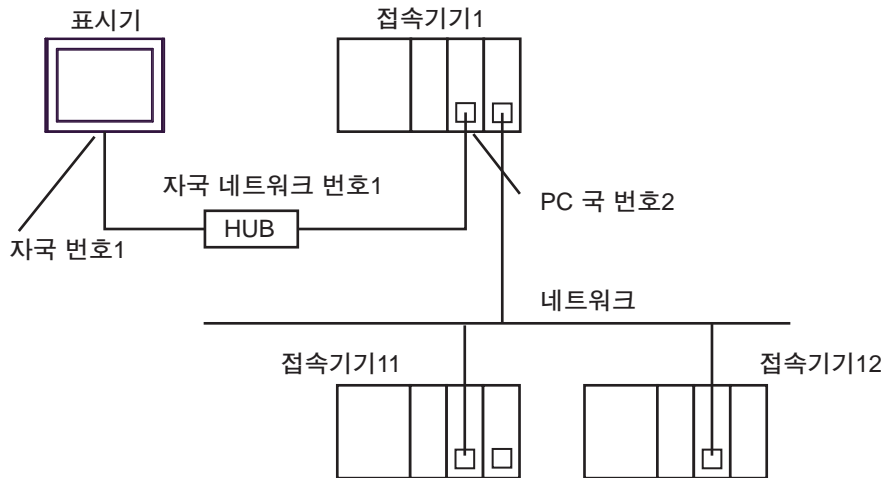 표시기
접속기기1
자국 네트워크 번호1
PC 국 번호2
HUB
자국 번호1
네트워크
접속기기11
접속기기12